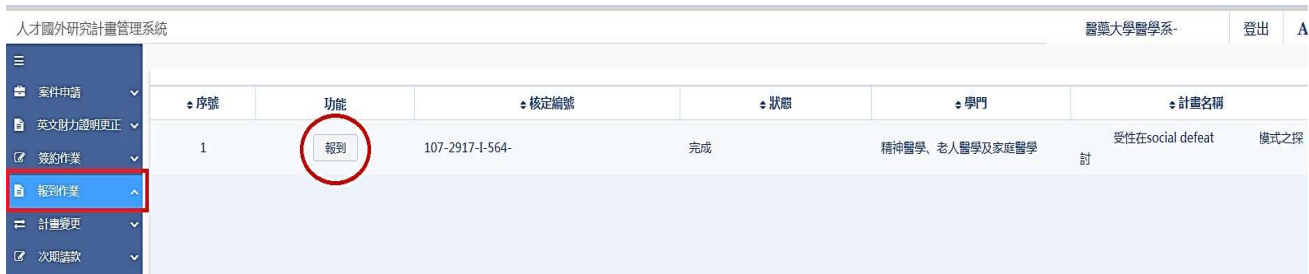 人才國外研究計畫管理系統
醫藥大學醫學系-
登出
A
案件申請
英文財力證明更正
簽約作業
報到作業
計畫變更
次期請款
序號
功能
核定編號
狀態
學門
計畫名稱
1
報到
107-2917-I-564-
完成
精神醫學、老人醫學及家庭醫學
受性在social defeat 模式之探
討